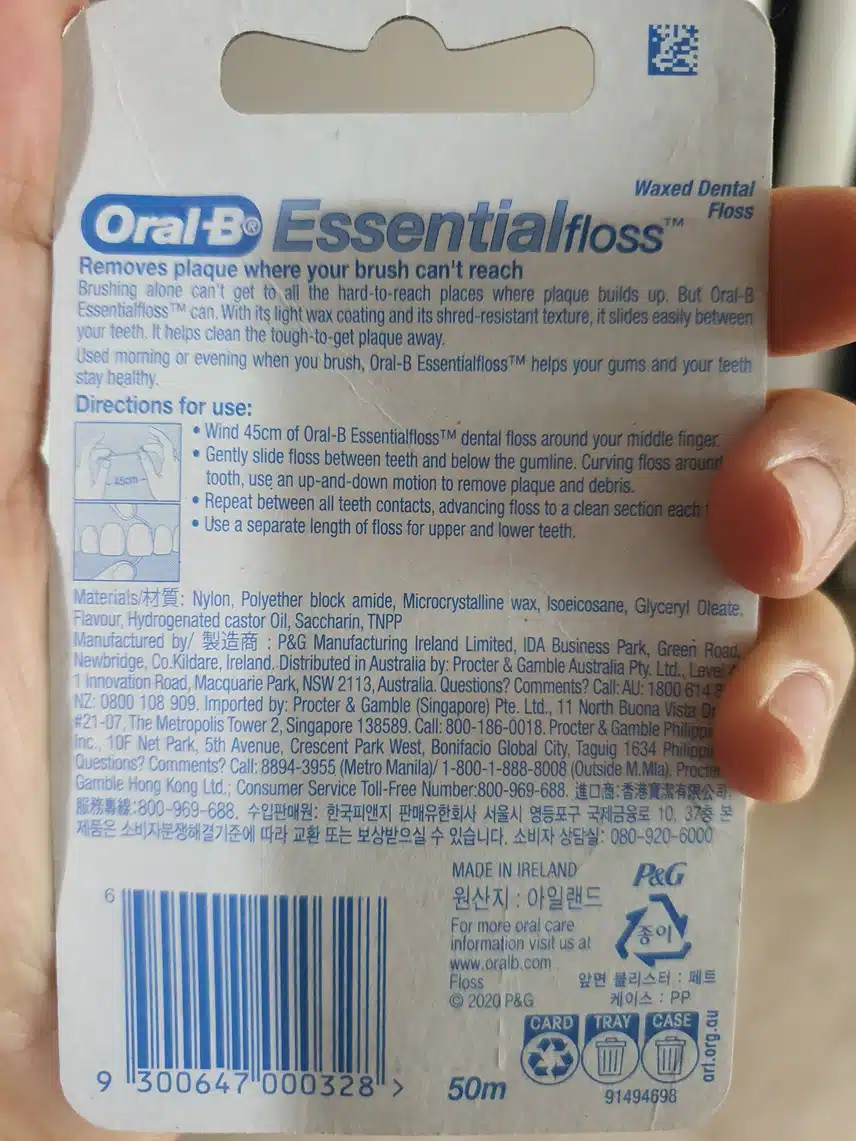 Waxed Dental
Floss
Oral-B® Essentialfloss™
Removes plaque where your brush can't reach
Brushing alone can't get to all the hard-to-reach places where plaque builds up. But Oral-B
Essentialfloss™ can. With its light wax coating and its shred-resistant texture, it slides easily between
your teeth. It helps clean the tough-to-get plaque away.
Used morning or evening when you brush, Oral-B Essentialfloss™ helps your gums and your teeth
stay healthy.
Directions for use:
• Wind 45cm of Oral-B Essentialfloss™ dental floss around your middle finger.
• Gently slide floss between teeth and below the gumline. Curving floss around
tooth, use an up-and-down motion to remove plaque and debris.
• Repeat between all teeth contacts, advancing floss to a clean section each
• Use a separate length of floss for upper and lower teeth.
45cm
Materials/材質: Nylon, Polyether block amide, Microcrystalline wax, Isoeicosane, Glyceryl Oleate,
Flavour, Hydrogenated castor Oil, Saccharin, TNPP
Manufactured by/ 製造商 : P&G Manufacturing Ireland Limited, IDA Business Park, Green Road,
Newbridge, Co.Kildare, Ireland. Distributed in Australia by: Procter & Gamble Australia Pty. Ltd., Level
1 Innovation Road, Macquarie Park, NSW 2113, Australia. Questions? Comments? Call: AU: 1800 614
NZ: 0800 108 909. Imported by: Procter & Gamble (Singapore) Pte. Ltd., 11 North Buona Vista
#21-07, The Metropolis Tower 2, Singapore 138589. Call: 800-186-0018. Procter & Gamble
Inc., 10F Net Park, 5th Avenue, Crescent Park West, Bonifacio Global City, Taguig 1634
Questions? Comments? Call: 8894-3955 (Metro Manila)/ 1-800-1-888-8008 (Outside M.Mla). Procter
Gamble Hong Kong Ltd.; Consumer Service Toll-Free Number:800-969-688. 進口商:香港寶潔有限公司;
服務專線:800-969-688. 수입판매원: 한국피앤지 판매유한회사 서울시 영등포구 국제금융로 10, 37층 본
제품은 소비자분쟁해결기준에 따라 교환 또는 보상받으실 수 있습니다. 소비자 상담실: 080-920-6000
MADE IN IRELAND
원산지 : 아일랜드
For more oral care
information visit us at
www.oralb.com
Floss
© 2020 P&G
P&G
종이
앞면 블리스터 : 페트
케이스 : PP
CARD TRAY CASE
arl.org.au
6
9 300647 000328 >
50m
91494698